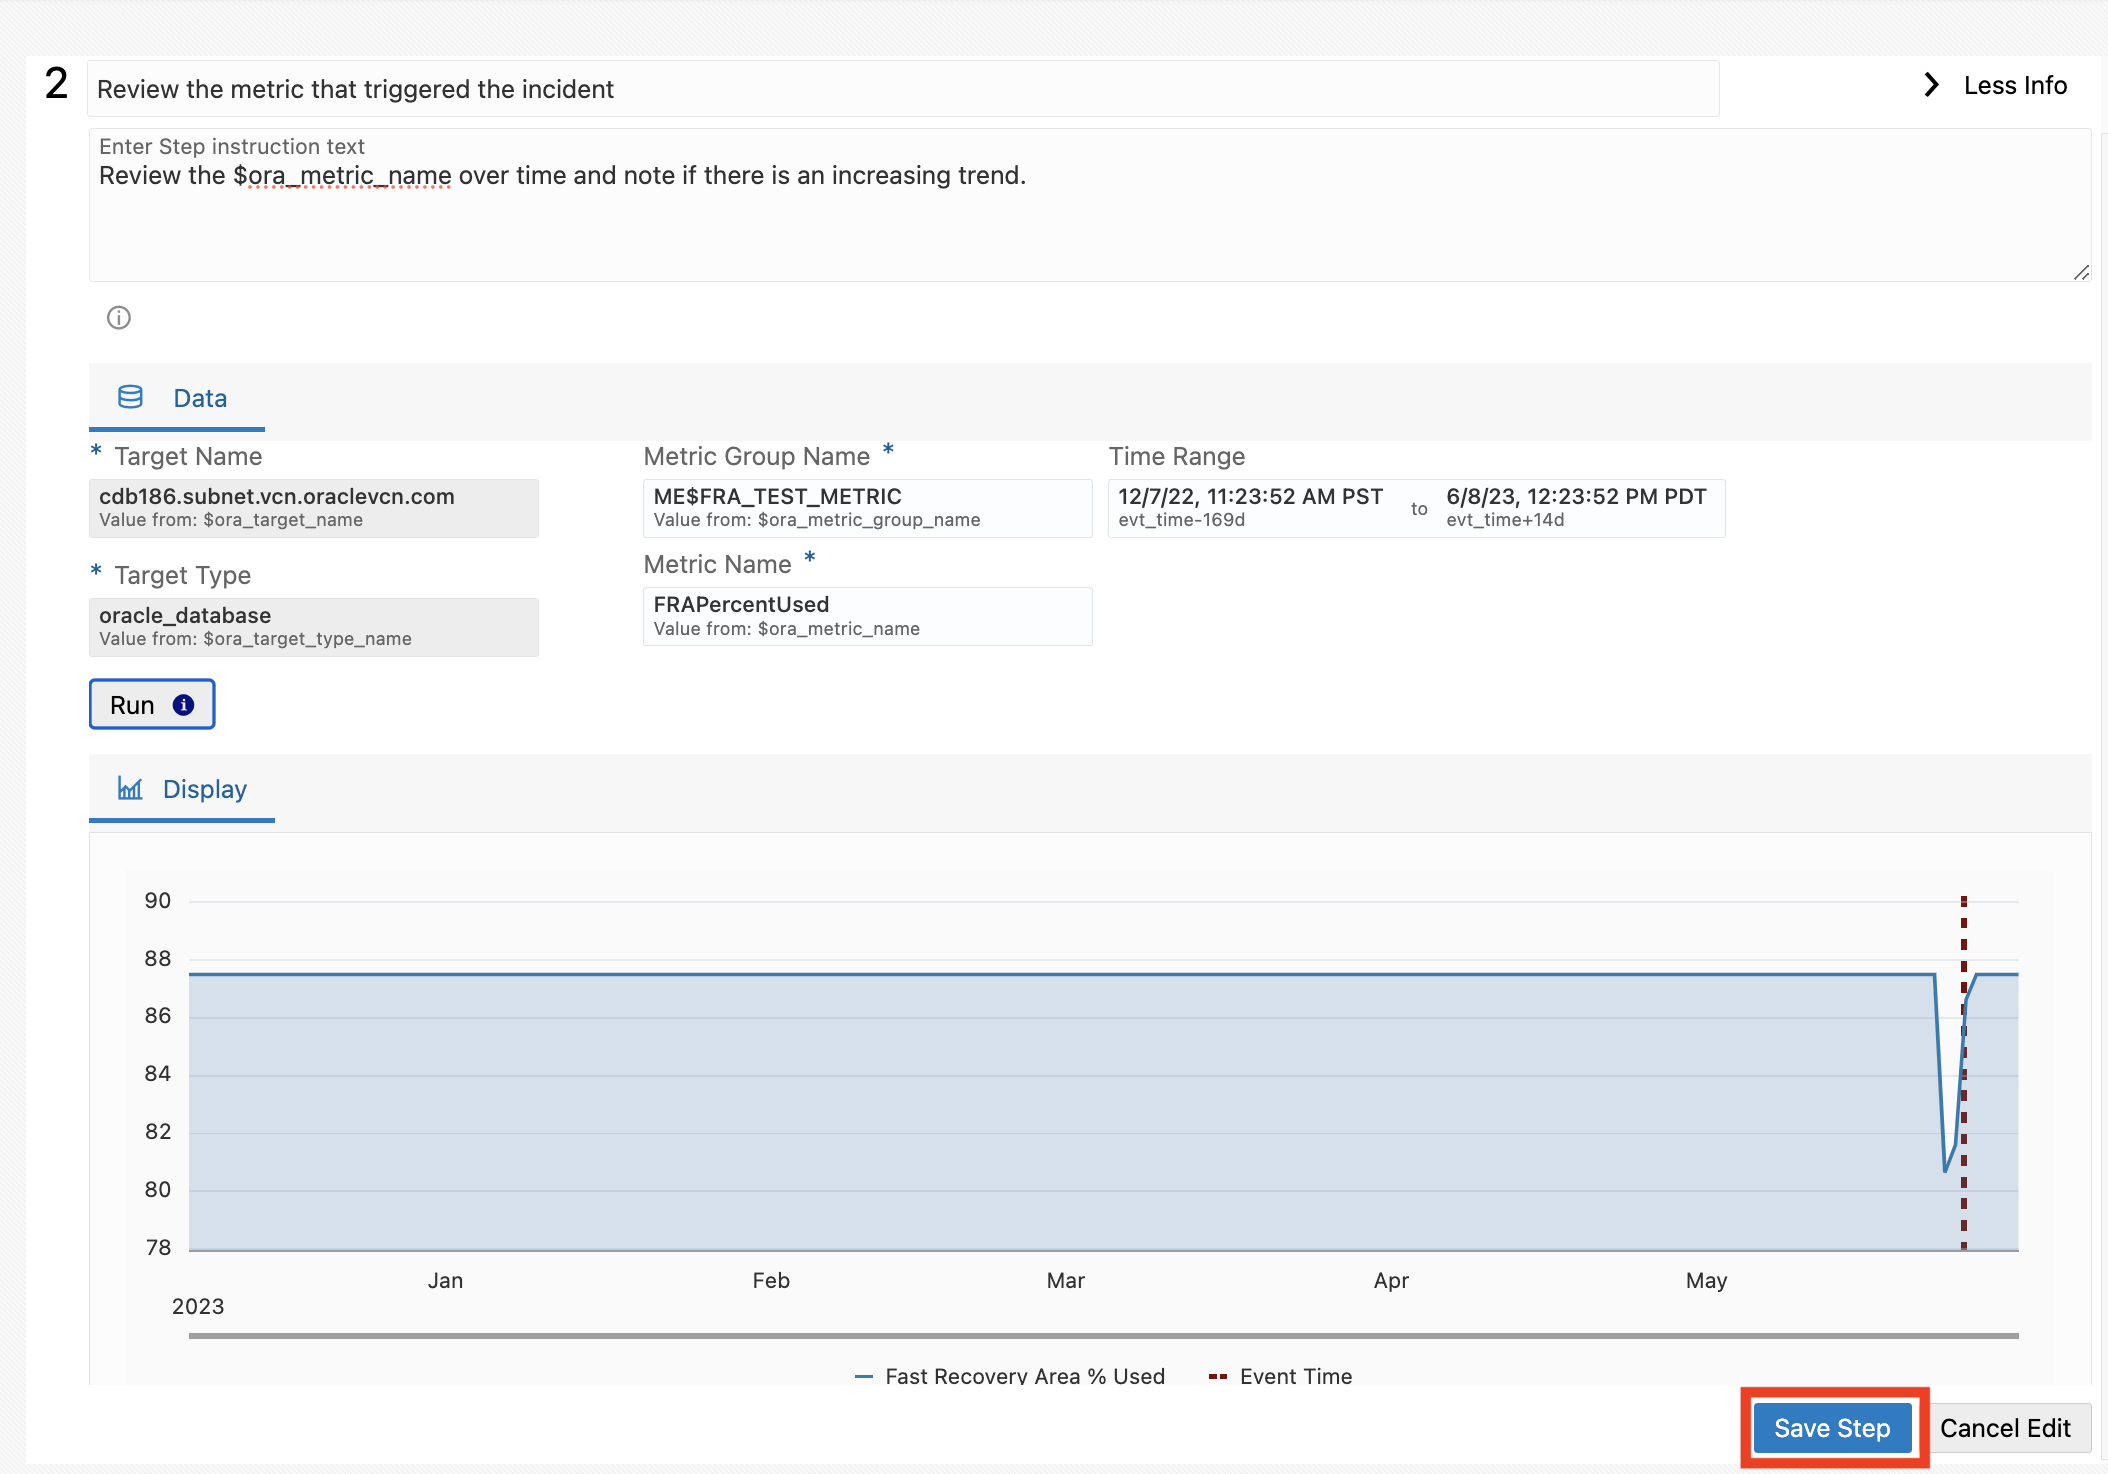 2
Review the metric that triggered the incident
Less Info
Enter Step instruction text
Review the $ora_metric_name over time and note if there is an increasing trend.
Data
* Target Name
cdb186.subnet.vcn.oraclevcn.com
Value from: $ora_target_name
Metric Group Name *
ME$FRA_TEST_METRIC
Value from: $ora_metric_group_name
Time Range
12/7/22, 11:23:52 AM PST
evt_time-169d
to
6/8/23, 12:23:52 PM PDT
evt_time+14d
* Target Type
oracle_database
Value from: $ora_target_type_name
Metric Name *
FRAPercentUsed
Value from: $ora_metric_name
Run
Display
90
88
86
84
82
80
78
Jan Feb Mar Apr May
2023
Fast Recovery Area % Used Event Time
Save Step Cancel Edit